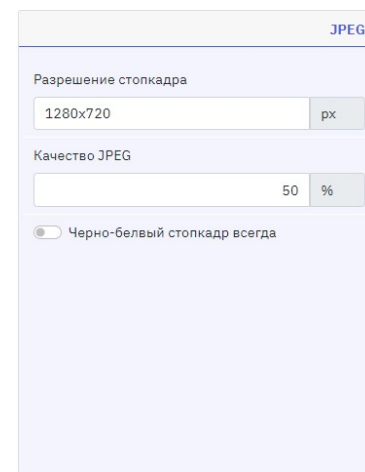 JPEG
Разрешение стопкадра
1280x720 px
Качество JPEG
50 %
Черно-белвый стопкадр всегда